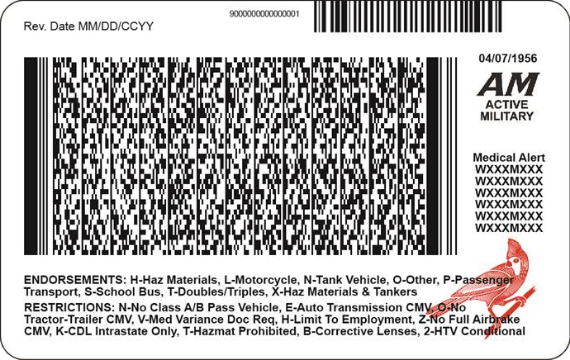 9000000000000001
Rev. Date MM/DD/CCYY
04/07/1956
AM
ACTIVE
MILITARY
Medical Alert
WXXXMXXX
WXXXMXXX
WXXXMXXX
WXXXMXXX
WXXXMXXX
WXXXMXXX
ENDORSEMENTS: H-Haz Materials, L-Motorcycle, N-Tank Vehicle, O-Other, P-Passenger
Transport, S-School Bus, T-Doubles/Triples, X-Haz Materials & Tankers
RESTRICTIONS: N-No Class A/B Pass Vehicle, E-Auto Transmission CMV, O-No
Tractor-Trailer CMV, V-Med Variance Doc Req, H-Limit To Employment, Z-No Full Airbrake
CMV, K-CDL Intrastate Only, T-Hazmat Prohibited, B-Corrective Lenses, 2-HTV Conditional